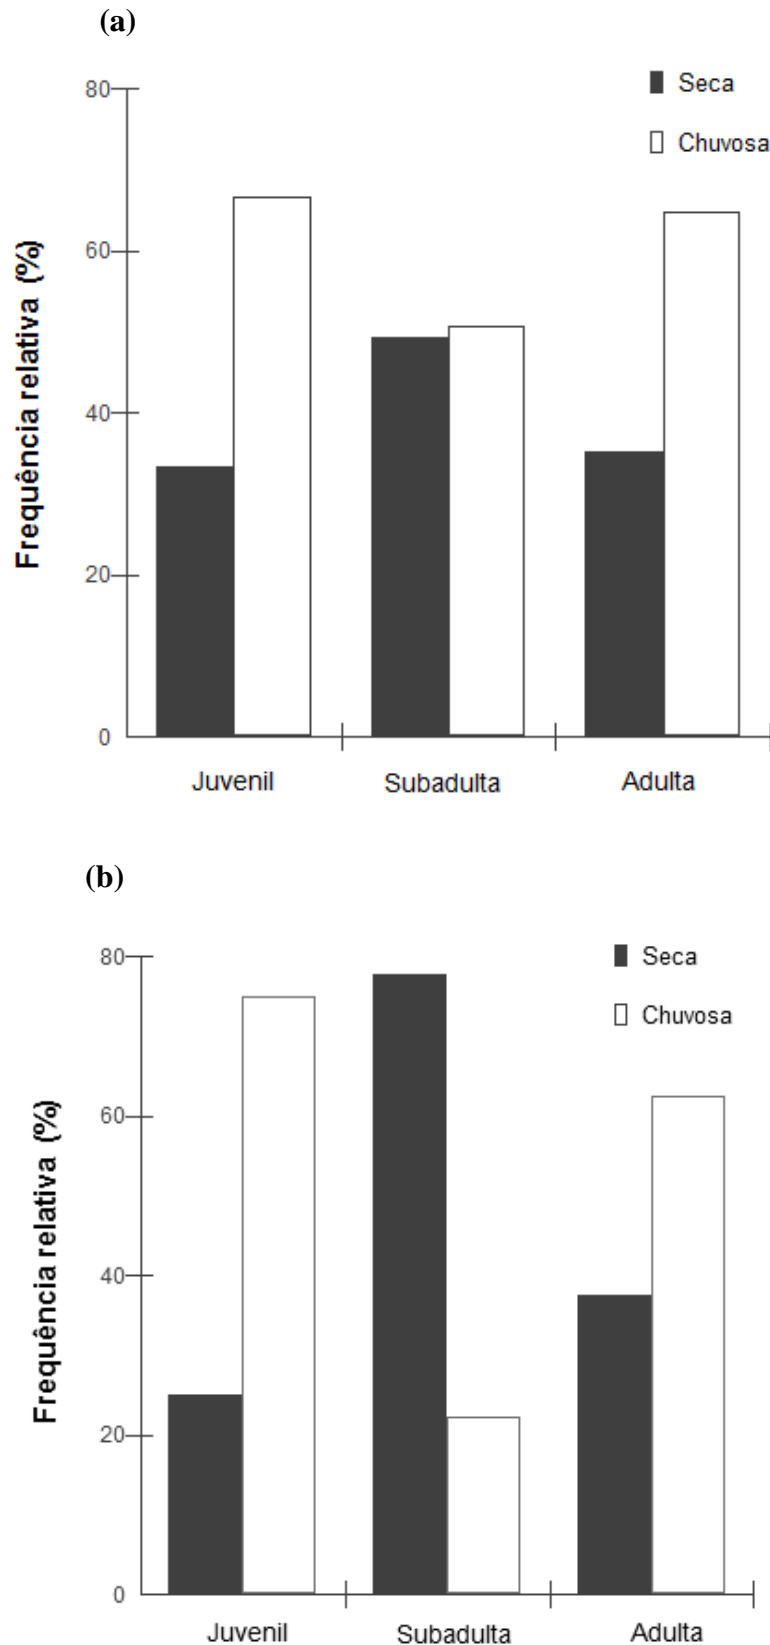 (a)
Seca
Chuvosa
80
60
40
20
0
Frequência relativa (%)
Juvenil Subadulta Adulta
(b)
Seca
Chuvosa
80
60
40
20
0
Frequência relativa (%)
Juvenil Subadulta Adulta